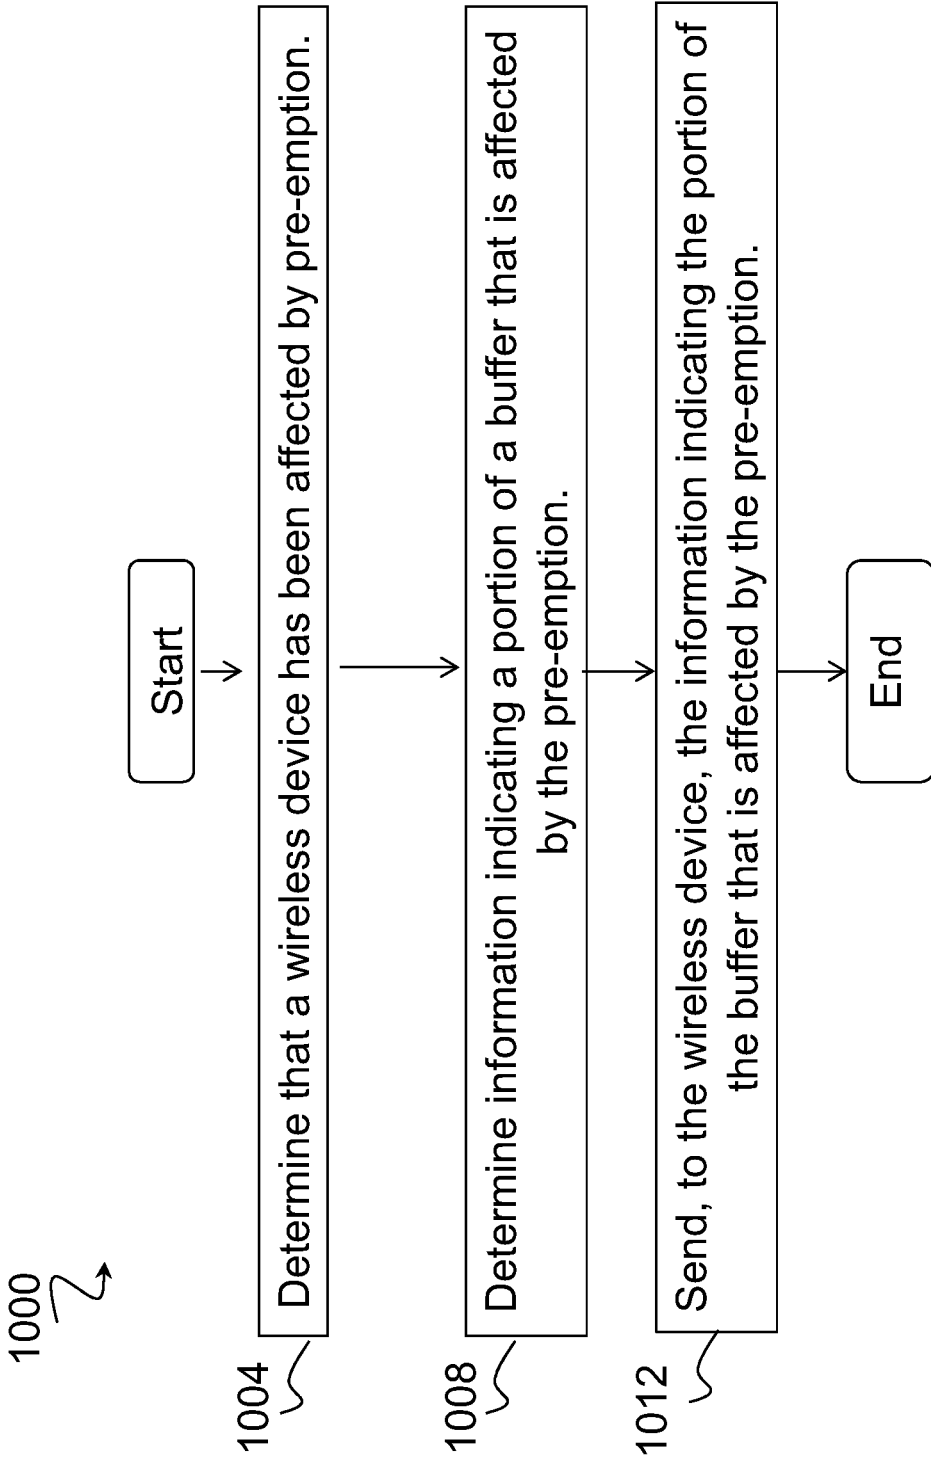 1000
Start
1004
Determine that a wireless device has been affected by pre-emption.
1008
Determine information indicating a portion of a buffer that is affected
by the pre-emption.
1012
Send, to the wireless device, the information indicating the portion of
the buffer that is affected by the pre-emption.
End